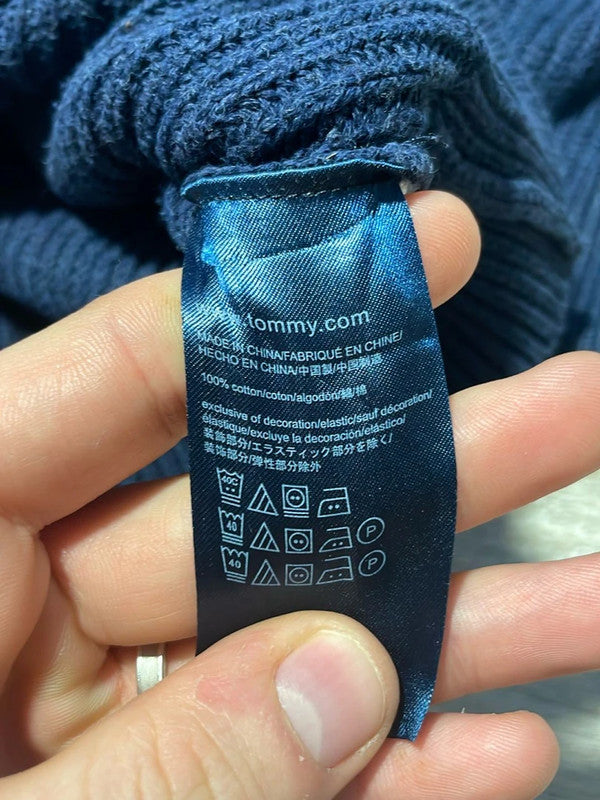 .tommy.com
MADE IN CHINA/FABRIQUÉ EN CHINE/
HECHO EN CHINA/中国製/中国制造
100% cotton/coton/algodón/綿/棉
exclusive of decoration/elastic/sauf décoration/
élastique/excluye la decoración/elástico/
装飾部分/エラスティック部分を除く/
装饰部分/弹性部分除外
40C
40 P
40 P